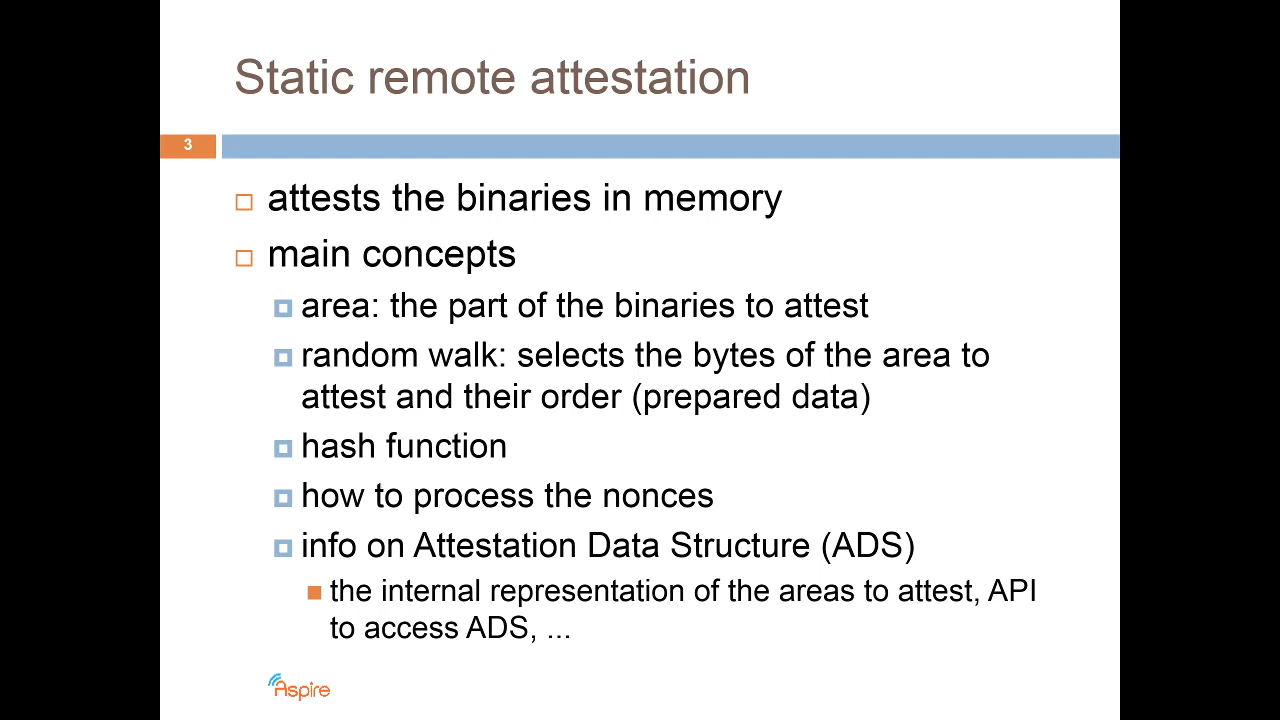 Static remote attestation
3
attests the binaries in memory
main concepts
area: the part of the binaries to attest
random walk: selects the bytes of the area to
attest and their order (prepared data)
hash function
how to process the nonces
info on Attestation Data Structure (ADS)
the internal representation of the areas to attest, API
to access ADS, ...
Aspire